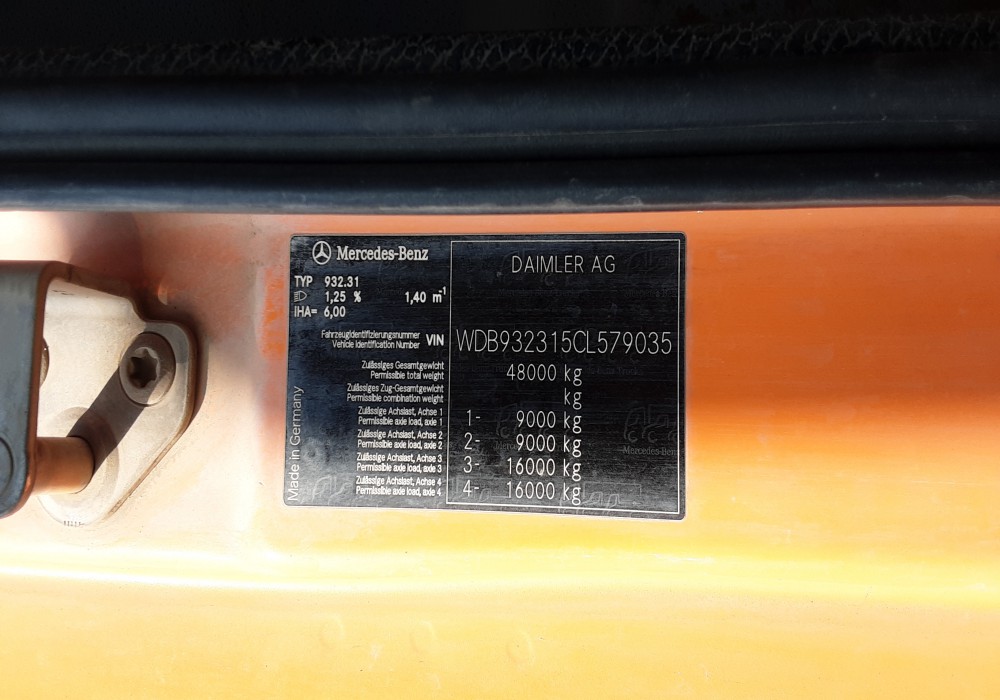 Mercedes-Benz
DAIMLER AG
TYP 932.31
1,25 % 1,40 m-1
IHA= 6,00
Fahrzeugidentifizierungsnummer
Vehicle Identification Number VIN WDB932315CL579035
Zulässiges Gesamtgewicht
Permissible total weight 48000 kg
Zulässiges Zug-Gesamtgewicht
Permissible combination weight kg
Zulässige Achslast, Achse 1
Permissible axle load, axle 1 1- 9000 kg
Zulässige Achslast, Achse 2
Permissible axle load, axle 2 2- 9000 kg
Zulässige Achslast, Achse 3
Permissible axle load, axle 3 3- 16000 kg
Zulässige Achslast, Achse 4
Permissible axle load, axle 4 4- 16000 kg
Made in Germany